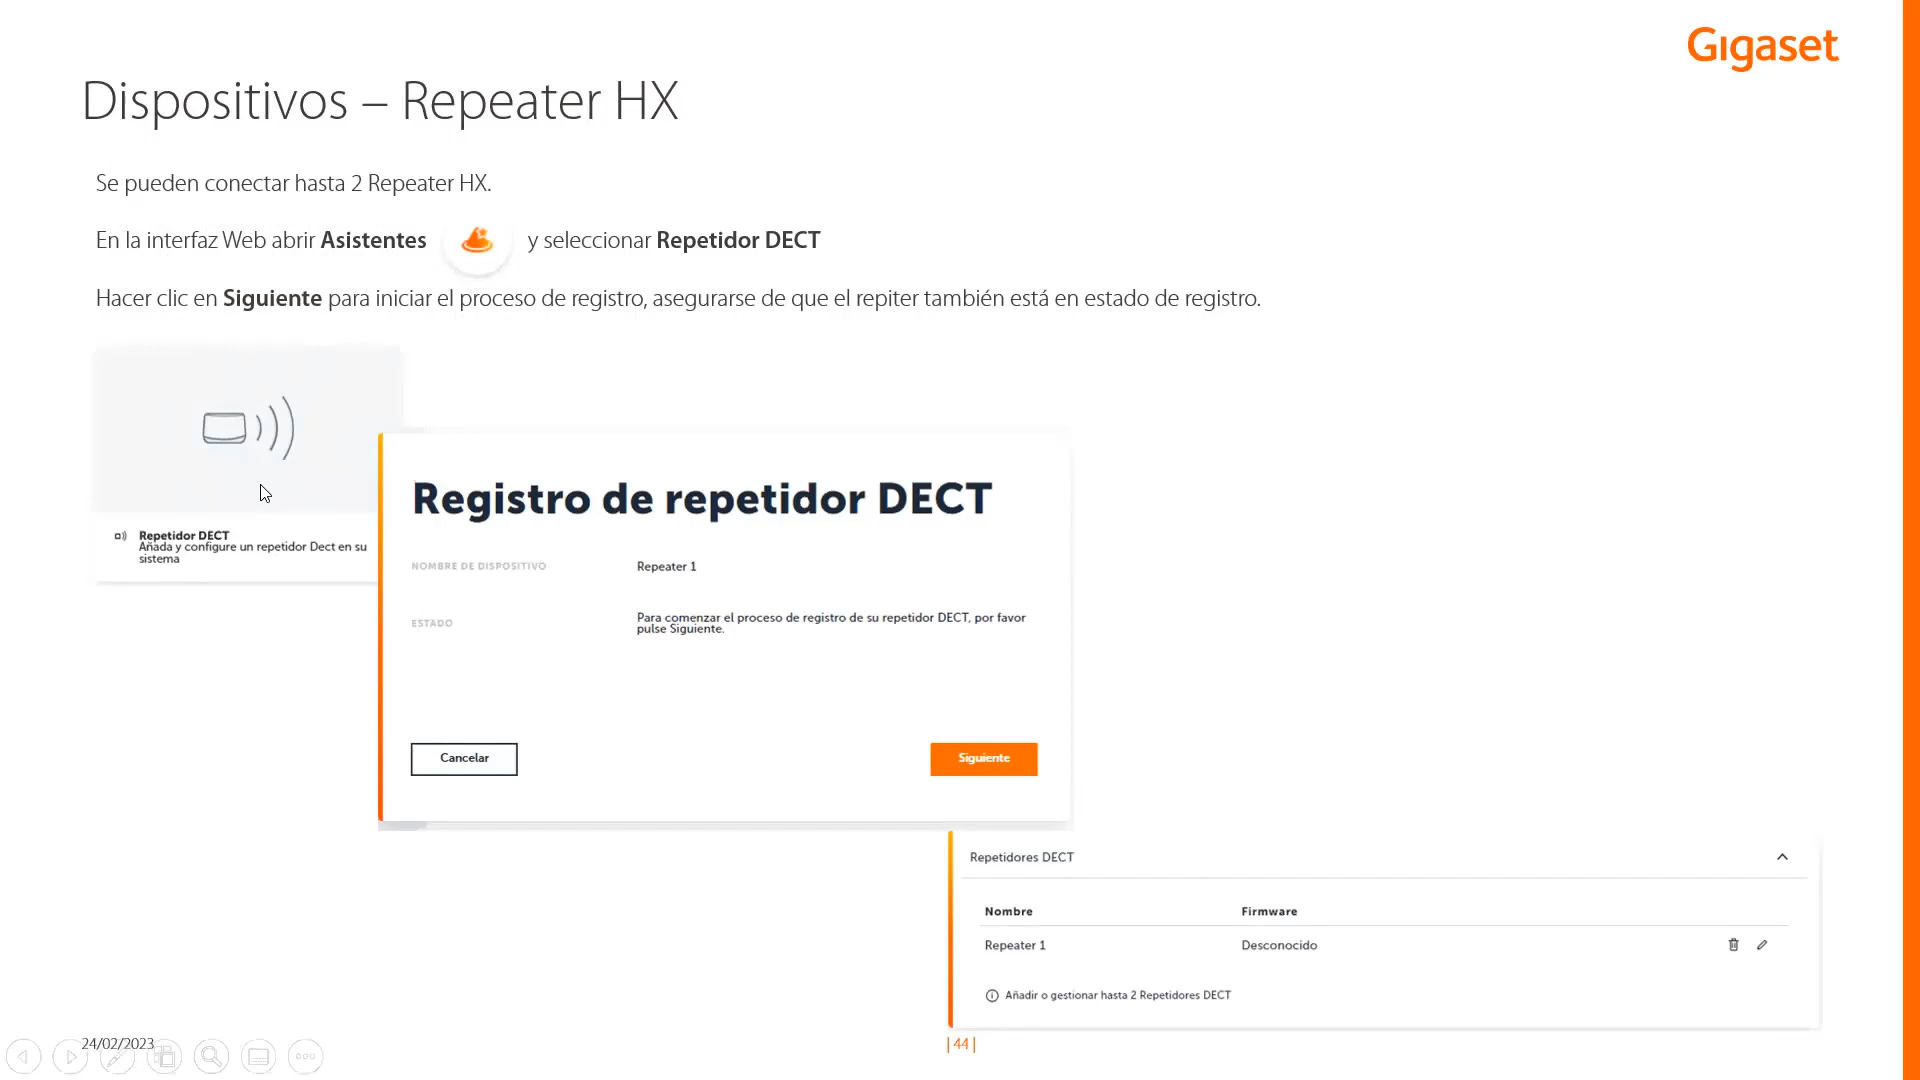 Gigaset
Dispositivos – Repeater HX
Se pueden conectar hasta 2 Repeater HX.
En la interfaz Web abrir Asistentes y seleccionar Repetidor DECT
Hacer clic en Siguiente para iniciar el proceso de registro, asegurarse de que el repiter también está en estado de registro.
Repetidor DECT
Añada y configure un repetidor Dect en su
sistema
Registro de repetidor DECT
NOMBRE DE DISPOSITIVO Repeater 1
ESTADO Para comenzar el proceso de registro de su repetidor DECT, por favor
pulse Siguiente.
Cancelar Siguiente
Repetidores DECT
Nombre Firmware
Repeater 1 Desconocido
Añadir o gestionar hasta 2 Repetidores DECT
24/02/2023 | 44 |